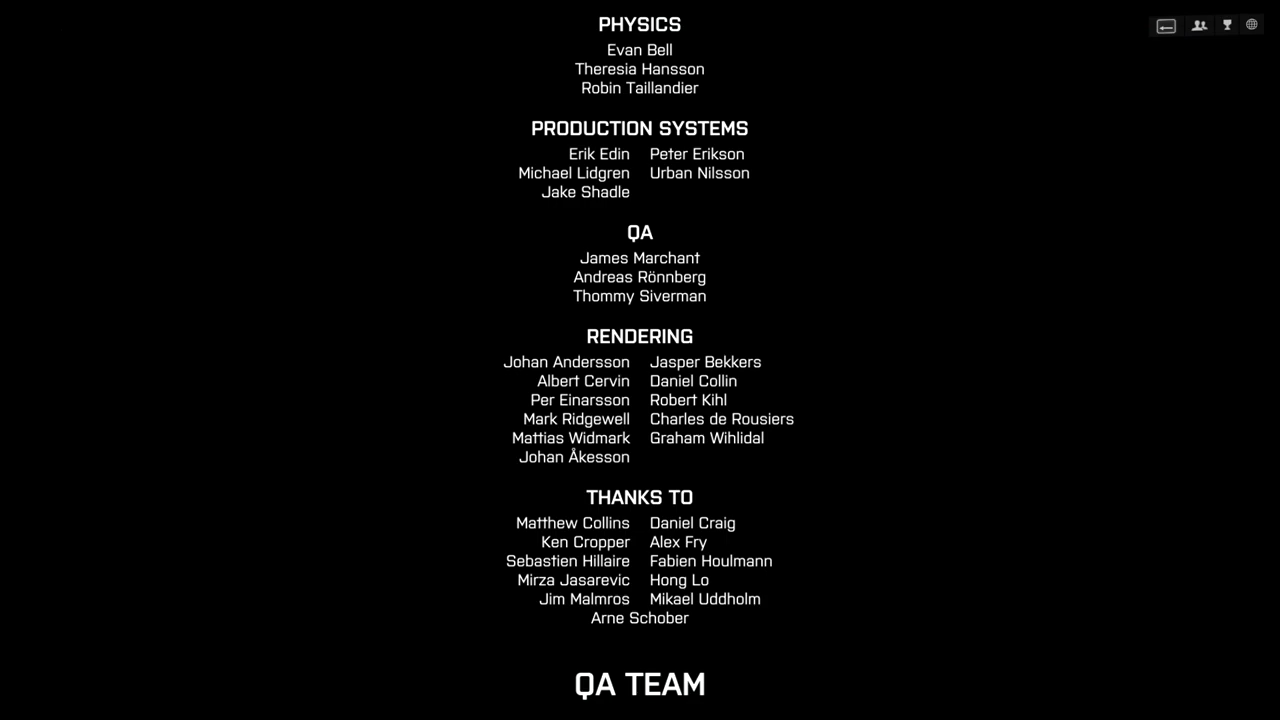 PHYSICS
Evan Bell
Theresia Hansson
Robin Taillandier
PRODUCTION SYSTEMS
Erik Edin Peter Erikson
Michael Lidgren Urban Nilsson
Jake Shadle
QA
James Marchant
Andreas Rönnberg
Thommy Siverman
RENDERING
Johan Andersson Jasper Bekkers
Albert Cervin Daniel Collin
Per Einarsson Robert Kihl
Mark Ridgewell Charles de Rousiers
Mattias Widmark Graham Wihlidal
Johan Åkesson
THANKS TO
Matthew Collins Daniel Craig
Ken Cropper Alex Fry
Sebastien Hillaire Fabien Houlmann
Mirza Jasarevic Hong Lo
Jim Malmros Mikael Uddholm
Arne Schober
QA TEAM